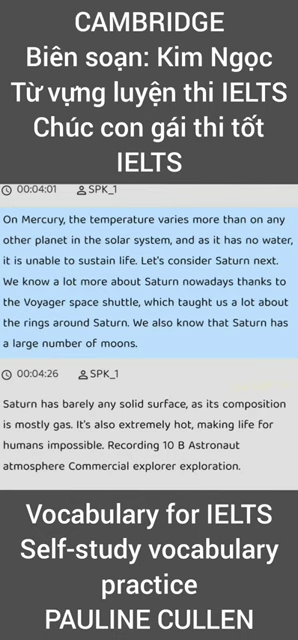 CAMBRIDGE
Biên soạn: Kim Ngọc
Từ vựng luyện thi IELTS
Chúc con gái thi tốt
IELTS
00:04:01 SPK_1
On Mercury, the temperature varies more than on any
other planet in the solar system, and as it has no water,
it is unable to sustain life. Let's consider Saturn next.
We know a lot more about Saturn nowadays thanks to
the Voyager space shuttle, which taught us a lot about
the rings around Saturn. We also know that Saturn has
a large number of moons.
00:04:26 SPK_1
Saturn has barely any solid surface, as its composition
is mostly gas. It's also extremely hot, making life for
humans impossible. Recording 10 B Astronaut
atmosphere Commercial explorer exploration.
Vocabulary for IELTS
Self-study vocabulary
practice
PAULINE CULLEN